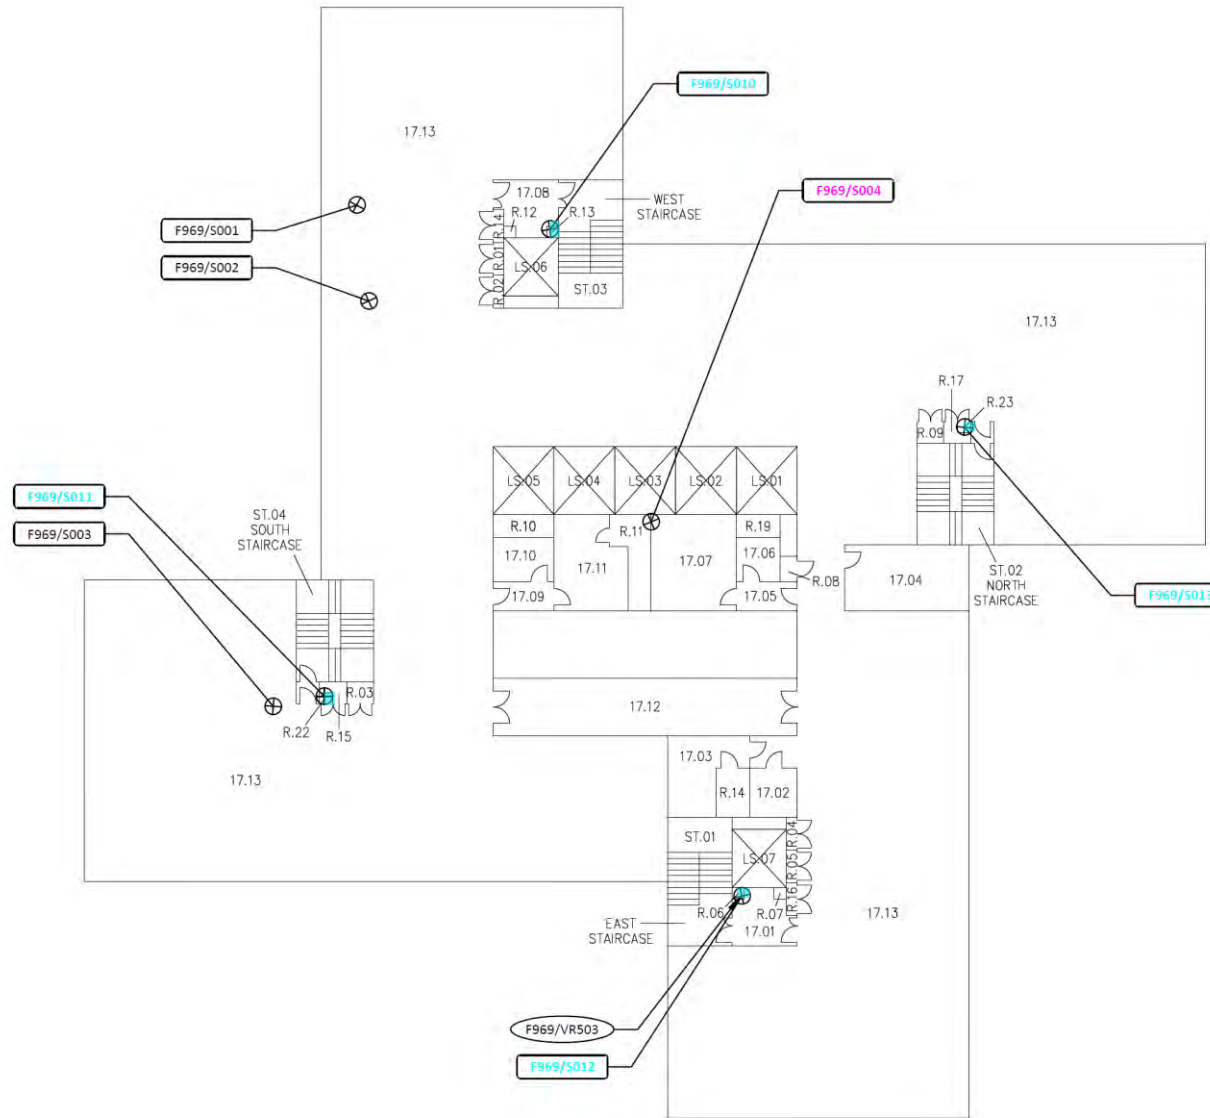 F969/S010
17.13
F969/S004
17.08
WEST
STAIRCASE
R.12
R.13
R.14
F969/S001
R.01
F969/S002
LS.06
R.02
ST.03
17.13
R.17
R.23
R.09
LS.05
LS.04
LS.03
LS.02
LS.01
F969/S011
ST.04
SOUTH
STAIRCASE
F969/S003
R.10
R.11
R.19
17.10
17.11
17.07
17.06
R.08
17.04
ST.02
NORTH
STAIRCASE
17.09
17.05
F969/S013
R.03
R.22
R.15
17.12
17.03
17.13
R.14
17.02
ST.01
R.04
LS.07
R.05
R.16
R.06
R.07
17.13
EAST
STAIRCASE
17.01
F969/VR503
F969/S012